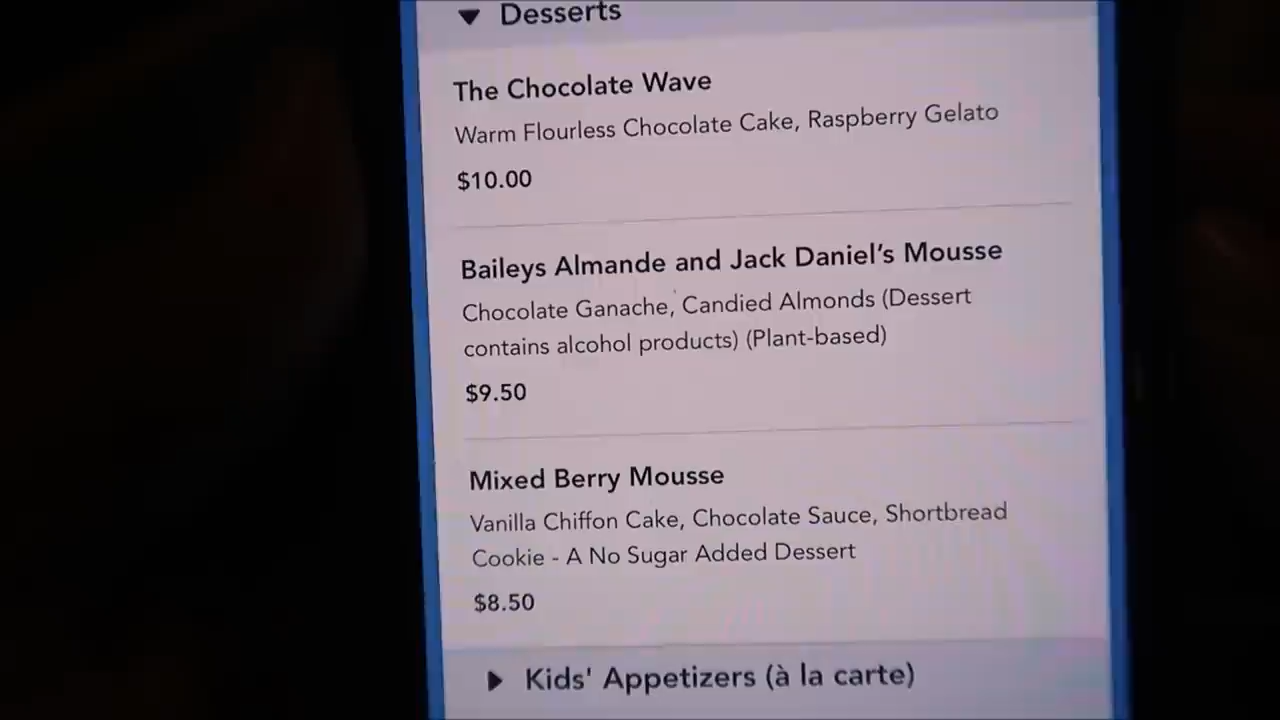 Desserts
The Chocolate Wave
Warm Flourless Chocolate Cake, Raspberry Gelato
$10.00
Baileys Almande and Jack Daniel's Mousse
Chocolate Ganache, Candied Almonds (Dessert
contains alcohol products) (Plant-based)
$9.50
Mixed Berry Mousse
Vanilla Chiffon Cake, Chocolate Sauce, Shortbread
Cookie - A No Sugar Added Dessert
$8.50
Kids' Appetizers (à la carte)